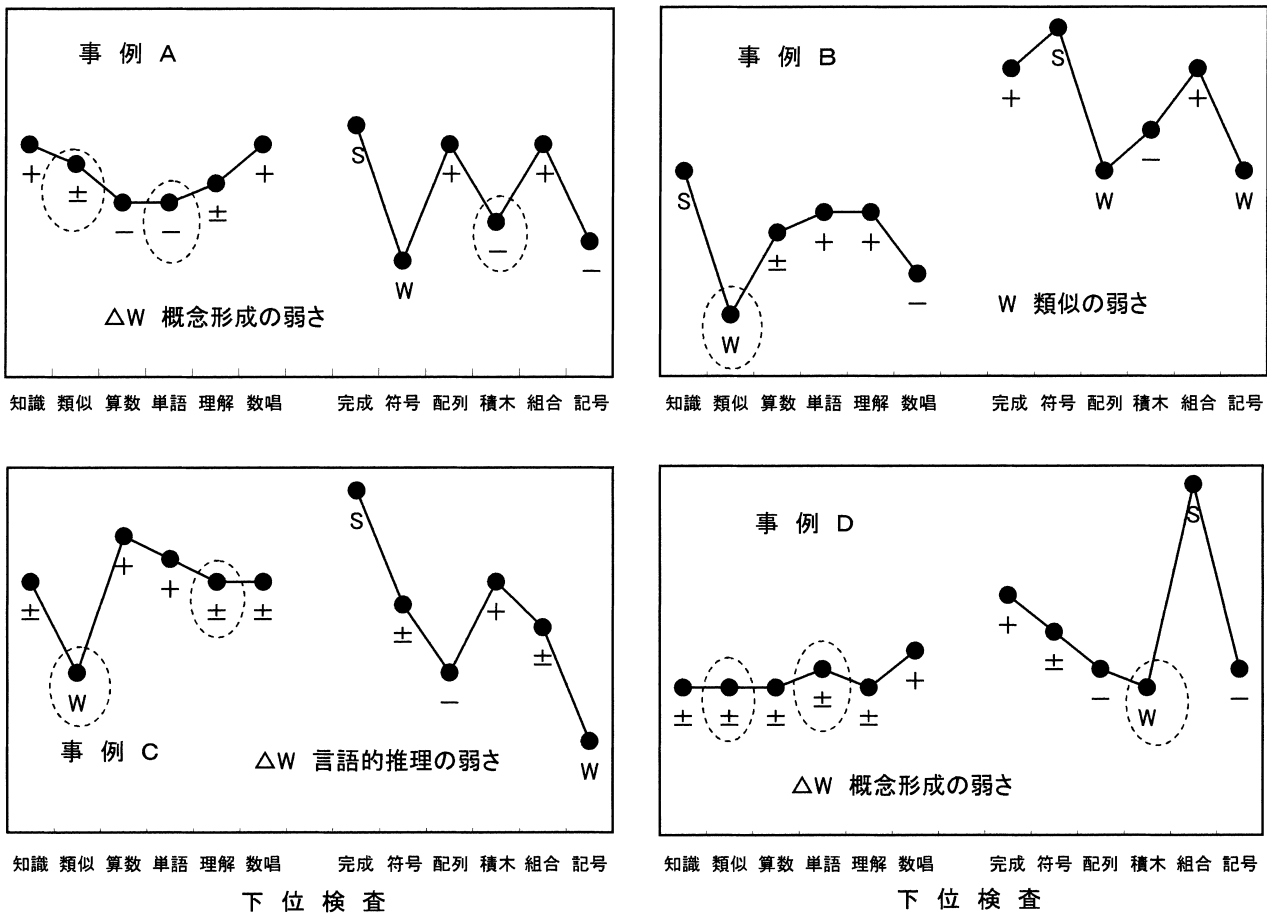 事例A
S
+ ± - - ± + + - + -
W
△W 概念形成の弱さ
知識 類似 算数 単語 理解 数唱 完成 符号 配列 積木 組合 記号
事例B
S
+ +
-
S W W
± + +
-
W
W 類似の弱さ
知識 類似 算数 単語 理解 数唱 完成 符号 配列 積木 組合 記号
S
+ +
± ± ± + ± ±
W -
W
事例C
△W 言語的推理の弱さ
知識 類似 算数 単語 理解 数唱 完成 符号 配列 積木 組合 記号
下位検査
事例D
S
+
±
± ± ± ± ± + - W -
△W 概念形成の弱さ
知識 類似 算数 単語 理解 数唱 完成 符号 配列 積木 組合 記号
下位検査